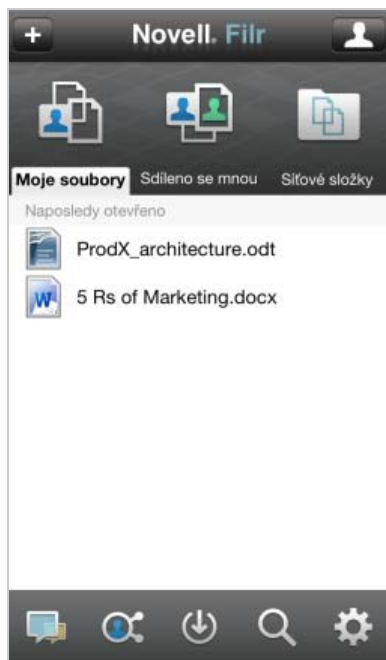 Novell. Filr
Moje soubory Sdíleno se mnou Síťové složky
Naposledy otevřeno
ProdX_architecture.odt
W 5 Rs of Marketing.docx